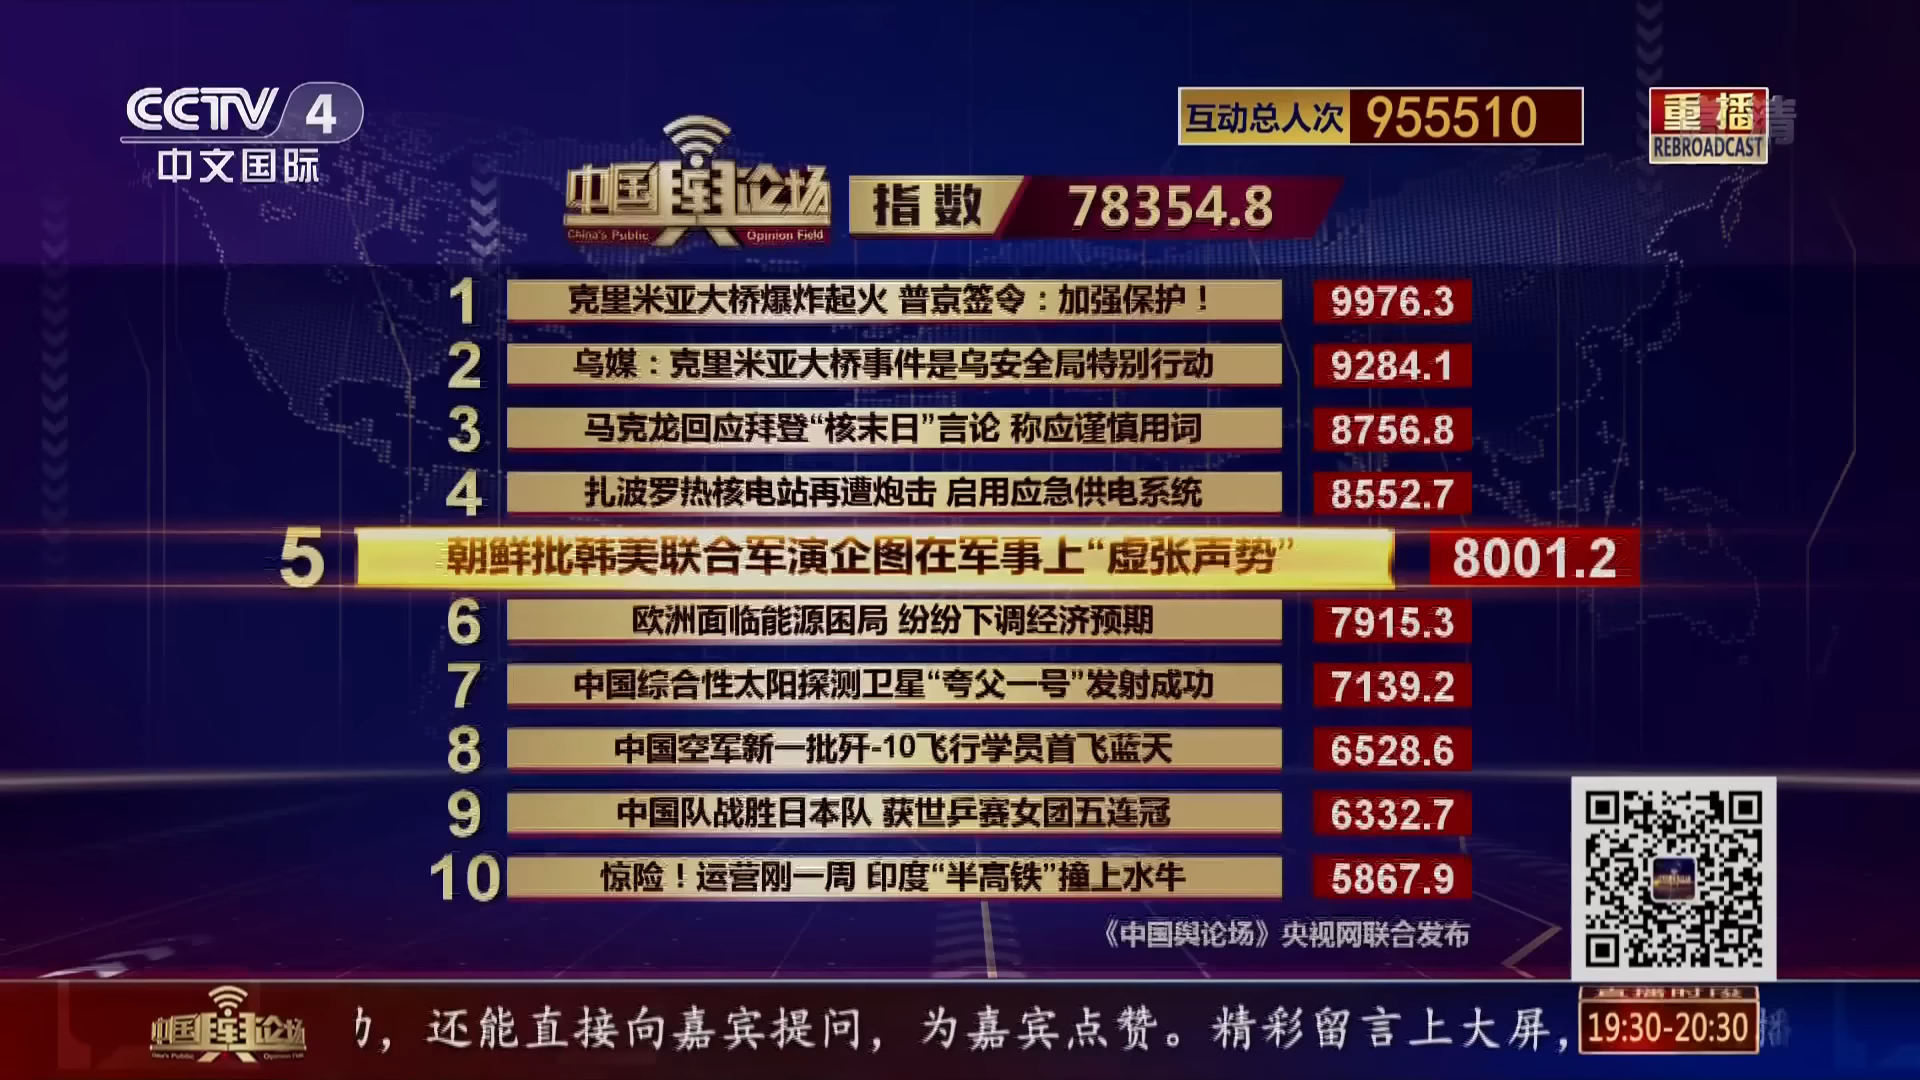 CCTV 4
中文国际
互动总人次 955510
重播
REBROADCAST
中国舆论场
China's Public Opinion Field
指数 78354.8
1 克里米亚大桥爆炸起火 普京签令：加强保护！ 9976.3
2 乌媒：克里米亚大桥事件是乌安全局特别行动 9284.1
3 马克龙回应拜登“核末日”言论 称应谨慎用词 8756.8
4 扎波罗热核电站再遭炮击 启用应急供电系统 8552.7
5 朝鲜批韩美联合军演企图在军事上“虚张声势” 8001.2
6 欧洲面临能源困局 纷纷下调经济预期 7915.3
7 中国综合性太阳探测卫星“夸父一号”发射成功 7139.2
8 中国空军新一批歼-10飞行学员首飞蓝天 6528.6
9 中国队战胜日本队 获世乒赛女团五连冠 6332.7
10 惊险！运营刚一周 印度“半高铁”撞上水牛 5867.9
《中国舆论场》央视网联合发布
中国舆论场
China's Public Opinion Field
，还能直接向嘉宾提问，为嘉宾点赞。精彩留言上大屏，
19:30-20:30